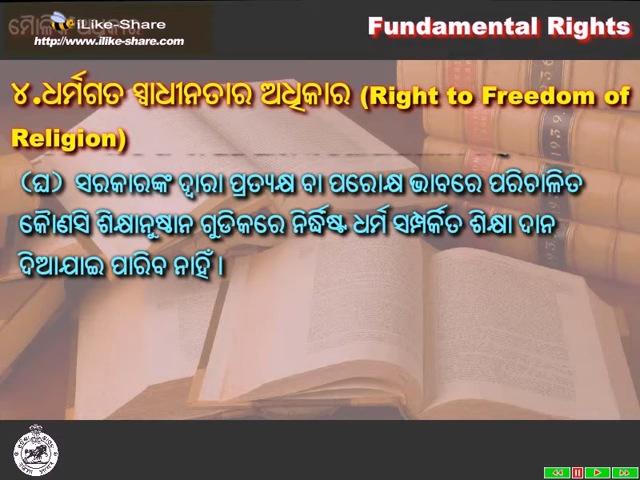 ମୌଳିକ ଅଧିକାର
iLike-Share
http://www.ilike-share.com
Fundamental Rights
୪.ଧର୍ମଗତ ସ୍ୱାଧୀନତାର ଅଧିକାର (Right to Freedom of
Religion)
(ଘ) ସରକାରଙ୍କ ଦ୍ୱାରା ପ୍ରତ୍ୟକ୍ଷ ବା ପରୋକ୍ଷ ଭାବରେ ପରିଚାଳିତ
କୌଣସି ଶିକ୍ଷାନୁଷ୍ଠାନ ଗୁଡିକରେ ନିର୍ଦ୍ଧିଷ୍ଟ ଧର୍ମ ସମ୍ପର୍କିତ ଶିକ୍ଷା ଦାନ
ଦିଆଯାଇ ପାରିବ ନାହିଁ ।